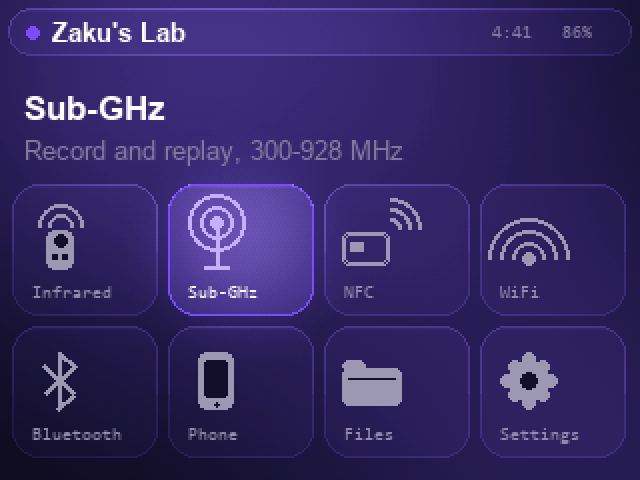 Zaku's Lab 4:41 86%
Sub-GHz
Record and replay, 300-928 MHz
Infrared Sub-GHz NFC WiFi
Bluetooth Phone Files Settings